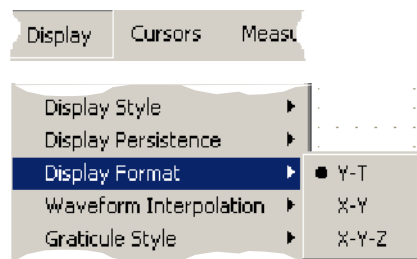 Display Cursors Measu
Display Style
Display Persistence
Display Format
Y-T
Waveform Interpolation
X-Y
Graticule Style
X-Y-Z